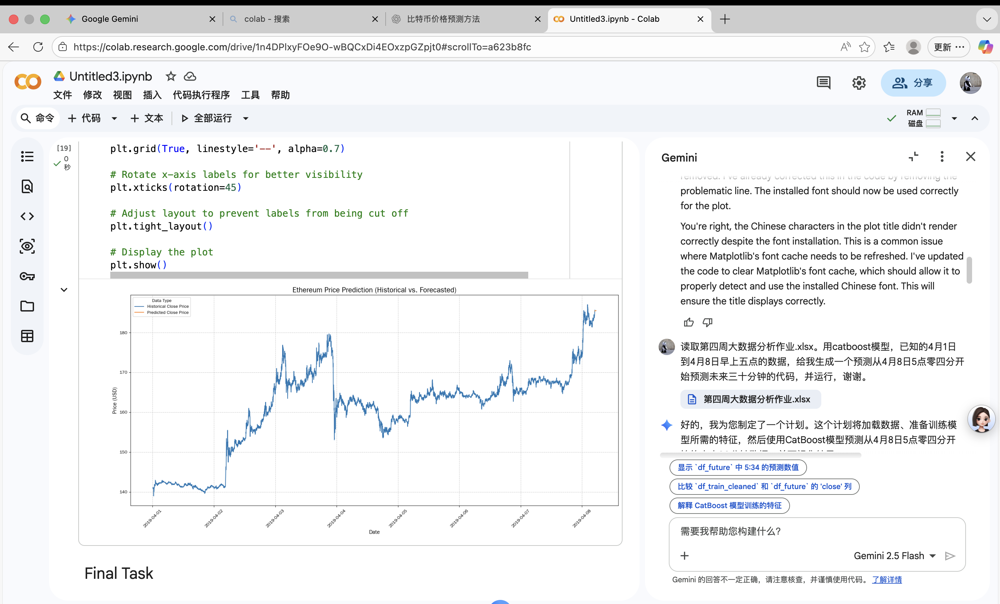 Google Gemini
colab - 搜索
比特币价格预测方法
Untitled3.ipynb - Colab
https://colab.research.google.com/drive/1n4DPlxyFOe9O-wBQCxDi4EOxzpGZpjt0#scrollTo=a623b8fc
更新
Untitled3.ipynb
文件 修改 视图 插入 代码执行程序 工具 帮助
分享
命令 + 代码 + 文本 全部运行
RAM
磁盘
[19]
0
秒
plt.grid(True, linestyle='--', alpha=0.7)
# Rotate x-axis labels for better visibility
plt.xticks(rotation=45)
# Adjust layout to prevent labels from being cut off
plt.tight_layout()
# Display the plot
plt.show()
Ethereum Price Prediction (Historical vs. Forecasted)
Data Type
Historical Close Price
Predicted Close Price
180
170
160
150
140
Price (USD)
2019-04-01
2019-04-02
2019-04-03
2019-04-04
2019-04-05
2019-04-06
2019-04-07
2019-04-08
Date
Final Task
Gemini
removed. I've already corrected this in the code by removing the
problematic line. The installed font should now be used correctly
for the plot.
You're right, the Chinese characters in the plot title didn't render
correctly despite the font installation. This is a common issue
where Matplotlib's font cache needs to be refreshed. I've updated
the code to clear Matplotlib's font cache, which should allow it to
properly detect and use the installed Chinese font. This will
ensure the title displays correctly.
读取第四周大数据分析作业.xlsx。用catboost模型，已知的4月1日
到4月8日早上五点的数据，给我生成一个预测从4月8日5点零四分开
始预测未来三十分钟的代码，并运行，谢谢。
第四周大数据分析作业.xlsx
好的，我为您制定了一个计划。这个计划将加载数据、准备训练模
型所需的特征，然后使用CatBoost模型预测从4月8日5点零四分开
显示 `df_future` 中 5:34 的预测数值
比较 `df_train_cleaned` 和 `df_future` 的 'close' 列
解释 CatBoost 模型训练的特征
需要我帮助您构建什么？
Gemini 2.5 Flash
Gemini 的回答不一定正确，请注意核查，并谨慎使用代码。 了解详情